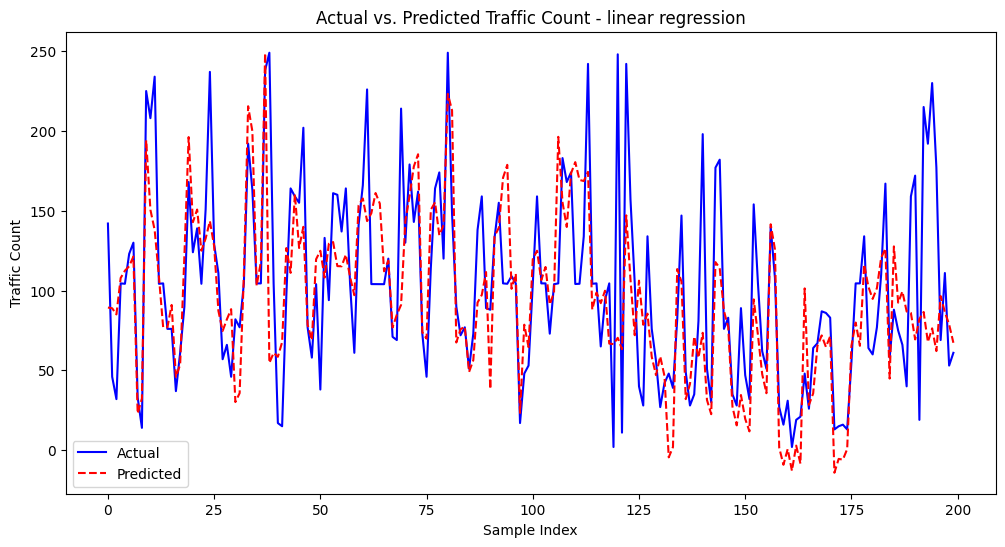 Actual vs. Predicted Traffic Count - linear regression
Traffic Count
250
200
150
100
50
0
Actual
Predicted
0 25 50 75 100 125 150 175 200
Sample Index